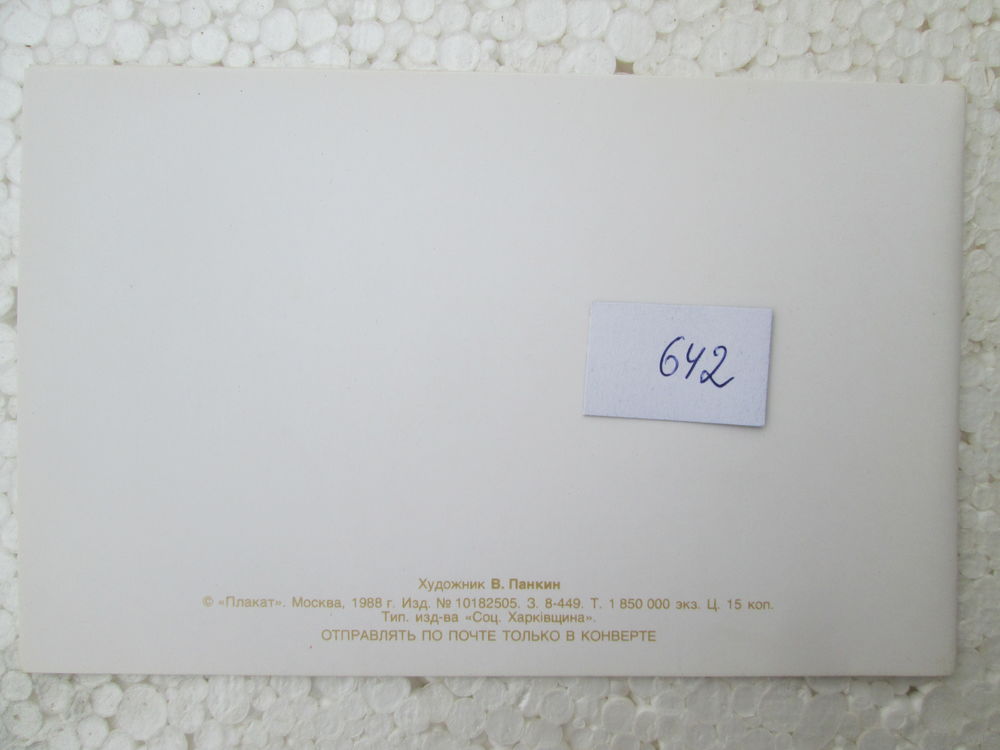 642
Художник В. Панкин
© «Плакат». Москва, 1988 г. Изд. № 10182505. З. 8-449. Т. 1 850 000 экз. Ц. 15 коп.
Тип. изд-ва «Соц. Харкiвщина».
ОТПРАВЛЯТЬ ПО ПОЧТЕ ТОЛЬКО В КОНВЕРТЕ